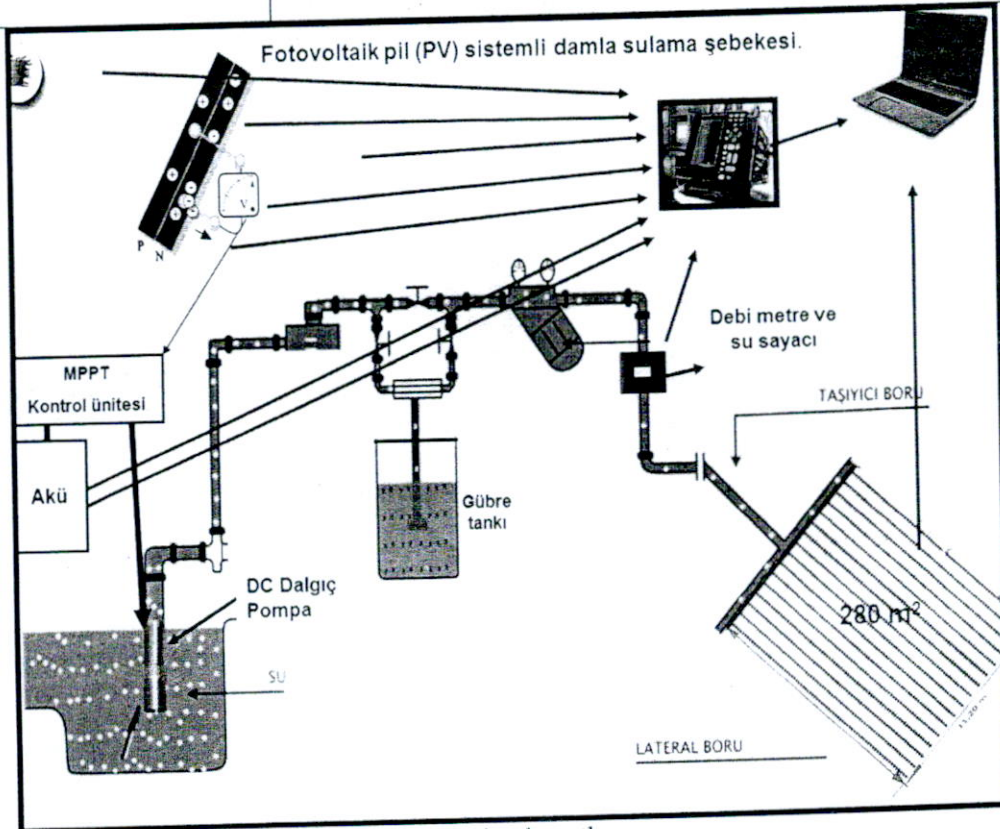 Fotovoltaik pil (PV) sistemli damla sulama şebekesi.
V
P
N
MPPT
Kontrol ünitesi
Akü
Debi metre ve
su sayacı
TAŞIYICI BORU
Gübre
tankı
DC Dalgıç
Pompa
SU
280 m²
LATERAL BORU